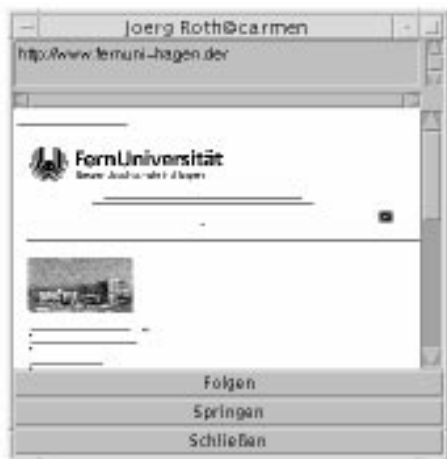 Joerg Roth@carmen
http://www.fernuni-hagen.de/
FernUniversität
Folgen
Springen
Schließen